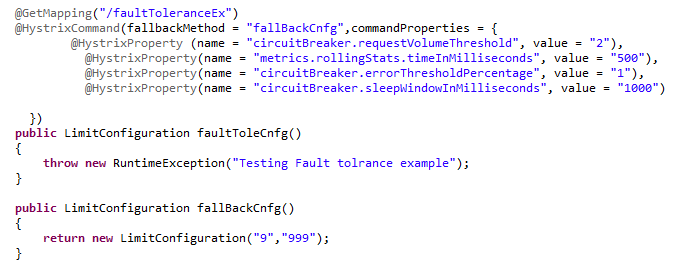 @GetMapping("/faultToleranceEx")
@HystrixCommand(fallbackMethod = "fallBackCnfg",commandProperties = {
@HystrixProperty (name = "circuitBreaker.requestVolumeThreshold", value = "2"),
@HystrixProperty(name = "metrics.rollingStats.timeInMilliseconds", value = "500"),
@HystrixProperty(name = "circuitBreaker.errorThresholdPercentage", value = "1"),
@HystrixProperty(name = "circuitBreaker.sleepWindowInMilliseconds", value = "1000")
})
public LimitConfiguration faultToleCnfg()
{
throw new RuntimeException("Testing Fault tolrance example");
}
public LimitConfiguration fallBackCnfg()
{
return new LimitConfiguration("9","999");
}